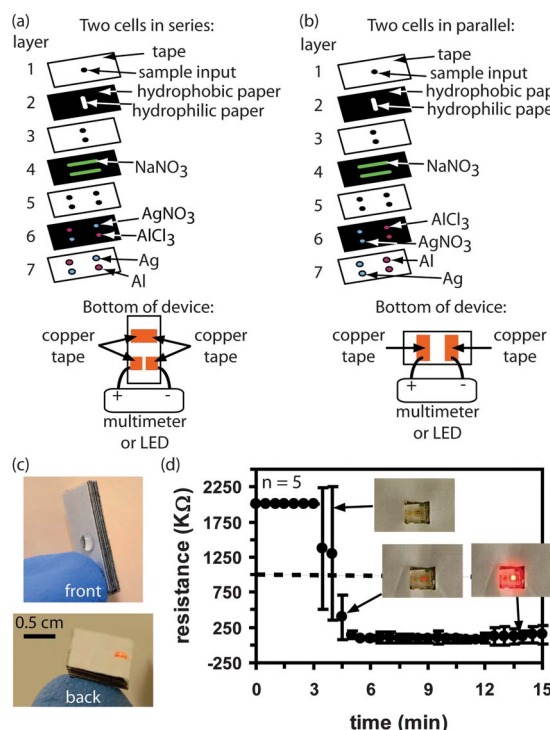 (a) Two cells in series:
layer
tape
1
sample input
hydrophobic paper
2
hydrophilic paper
3
4
NaNO3
5
AgNO3
6
AlCl3
7
Ag
Al
Bottom of device:
copper tape
copper tape
+ -
multimeter
or LED
(b) Two cells in parallel:
layer
tape
1
sample input
hydrophobic pap
2
hydrophilic paper
3
4
NaNO3
5
AlCl3
6
AgNO3
7
Al
Ag
Bottom of device:
copper tape
copper tape
+ -
multimeter
or LED
(c)
front
0.5 cm
back
(d)
n = 5
resistance (KΩ)
2250
1750
1250
750
250
-250
0 3 6 9 12 15
time (min)